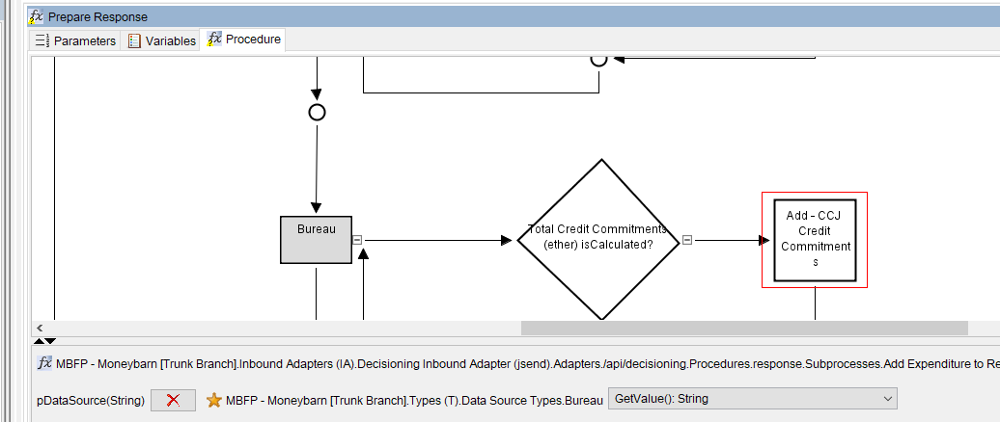 Prepare Response
Parameters
Variables
Procedure
Bureau
Total Credit Commitments
(ether) isCalculated?
Add - CCJ
Credit
Commitment
s
MBFP - Moneybarn [Trunk Branch].Inbound Adapters (IA).Decisioning Inbound Adapter (jsend).Adapters./api/decisioning.Procedures.response.Subprocesses.Add Expenditure to Re
pDataSource(String)
MBFP - Moneybarn [Trunk Branch].Types (T).Data Source Types.Bureau
GetValue(): String